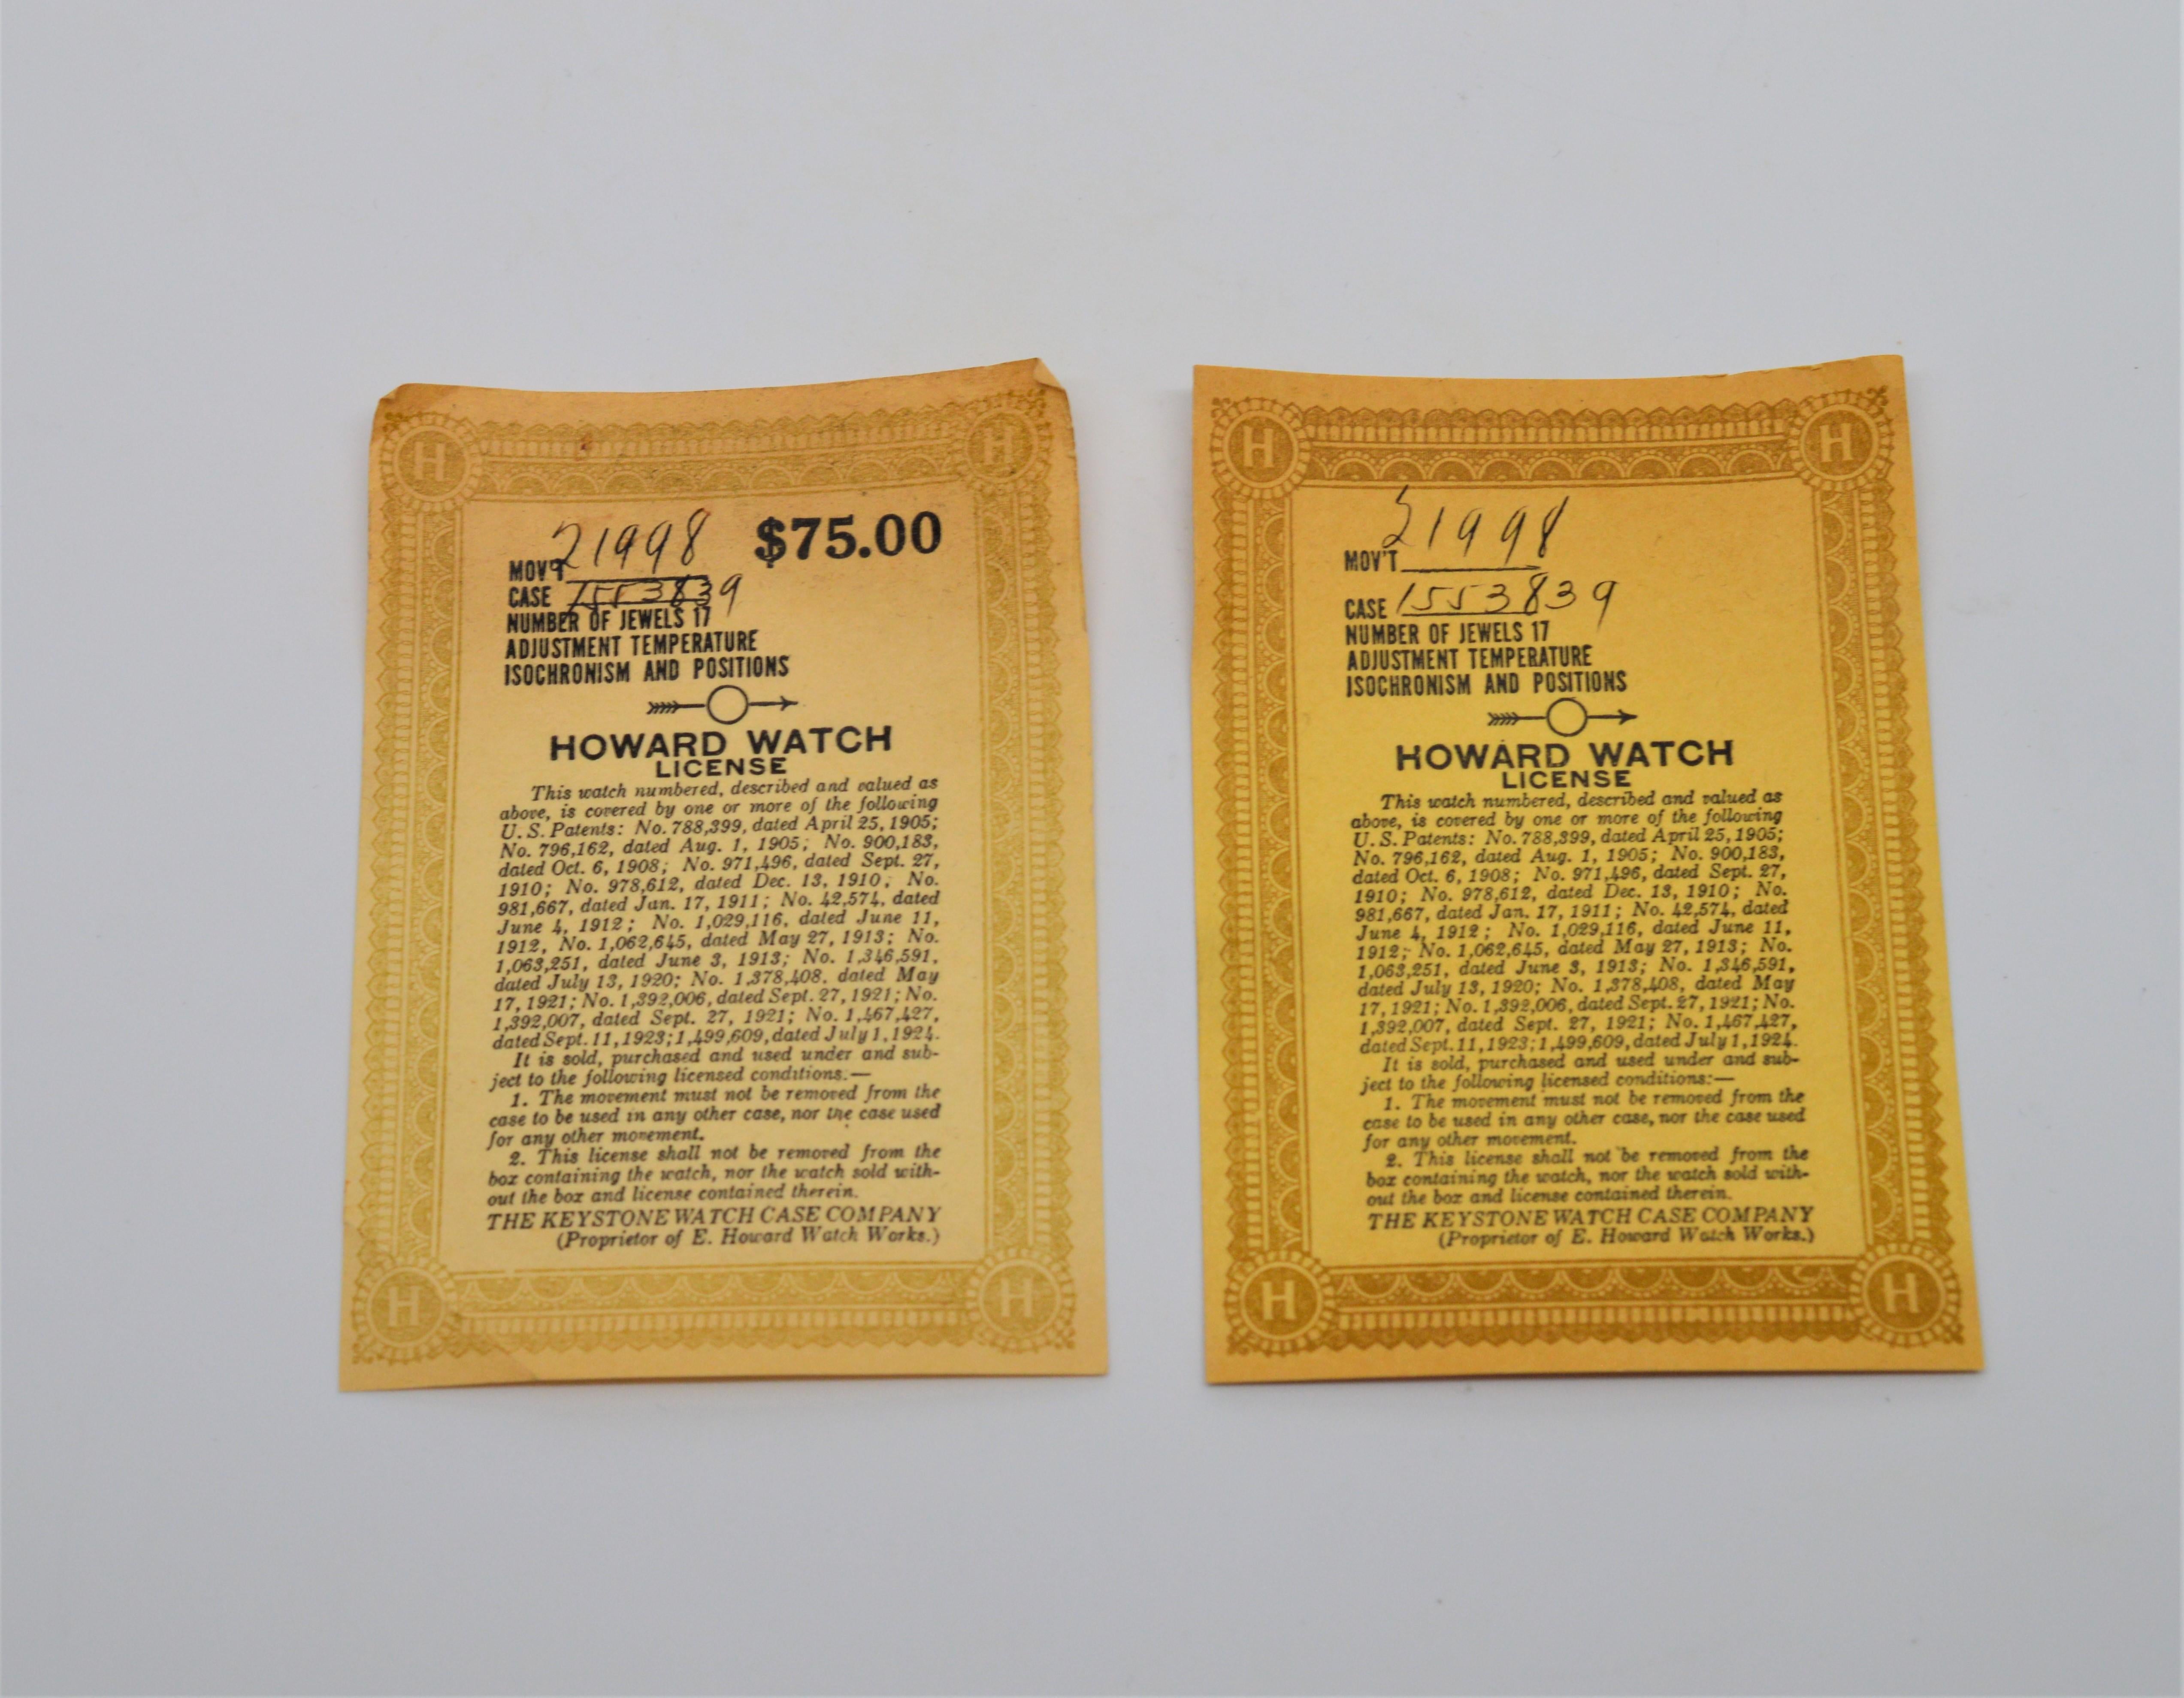 H H
21998 $75.00
MOV'T
CASE 1553839
NUMBER OF JEWELS 17
ADJUSTMENT TEMPERATURE
ISOCHRONISM AND POSITIONS
HOWARD WATCH
LICENSE
This watch numbered, described and valued as
above, is covered by one or more of the following
U. S. Patents: No. 788,399, dated April 25, 1905;
No. 796,162, dated Aug. 1, 1905; No. 900,183,
dated Oct. 6, 1908; No. 971,496, dated Sept. 27,
1910; No. 978,612, dated Dec. 13, 1910; No.
981,667, dated Jan. 17, 1911; No. 42,574, dated
June 4, 1912; No. 1,029,116, dated June 11,
1912, No. 1,062,645, dated May 27, 1913; No.
1,063,251, dated June 3, 1913; No. 1,346,591,
dated July 13, 1920; No. 1,378,408, dated May
17, 1921; No. 1,392,006, dated Sept. 27, 1921; No.
1,392,007, dated Sept. 27, 1921; No. 1,467,427,
dated Sept. 11, 1923; 1,499,609, dated July 1, 1924.
It is sold, purchased and used under and sub-
ject to the following licensed conditions:—
1. The movement must not be removed from the
case to be used in any other case, nor the case used
for any other movement.
2. This license shall not be removed from the
box containing the watch, nor the watch sold with-
out the box and license contained therein.
THE KEYSTONE WATCH CASE COMPANY
(Proprietor of E. Howard Watch Works.)
H H
H H
21998
MOV'T
CASE 1553839
NUMBER OF JEWELS 17
ADJUSTMENT TEMPERATURE
ISOCHRONISM AND POSITIONS
HOWARD WATCH
LICENSE
This watch numbered, described and valued as
above, is covered by one or more of the following
U. S. Patents: No. 788,399, dated April 25, 1905;
No. 796,162, dated Aug. 1, 1905; No. 900,183,
dated Oct. 6, 1908; No. 971,496, dated Sept. 27,
1910; No. 978,612, dated Dec. 13, 1910; No.
981,667, dated Jan. 17, 1911; No. 42,574, dated
June 4, 1912; No. 1,029,116, dated June 11,
1912; No. 1,062,645, dated May 27, 1913; No.
1,063,251, dated June 3, 1913; No. 1,346,591,
dated July 13, 1920; No. 1,378,408, dated May
17, 1921; No. 1,392,006, dated Sept. 27, 1921; No.
1,392,007, dated Sept. 27, 1921; No. 1,467,427,
dated Sept. 11, 1923; 1,499,609, dated July 1, 1924.
It is sold, purchased and used under and sub-
ject to the following licensed conditions:—
1. The movement must not be removed from the
case to be used in any other case, nor the case used
for any other movement.
2. This license shall not be removed from the
box containing the watch, nor the watch sold with-
out the box and license contained therein.
THE KEYSTONE WATCH CASE COMPANY
(Proprietor of E. Howard Watch Works.)
H H